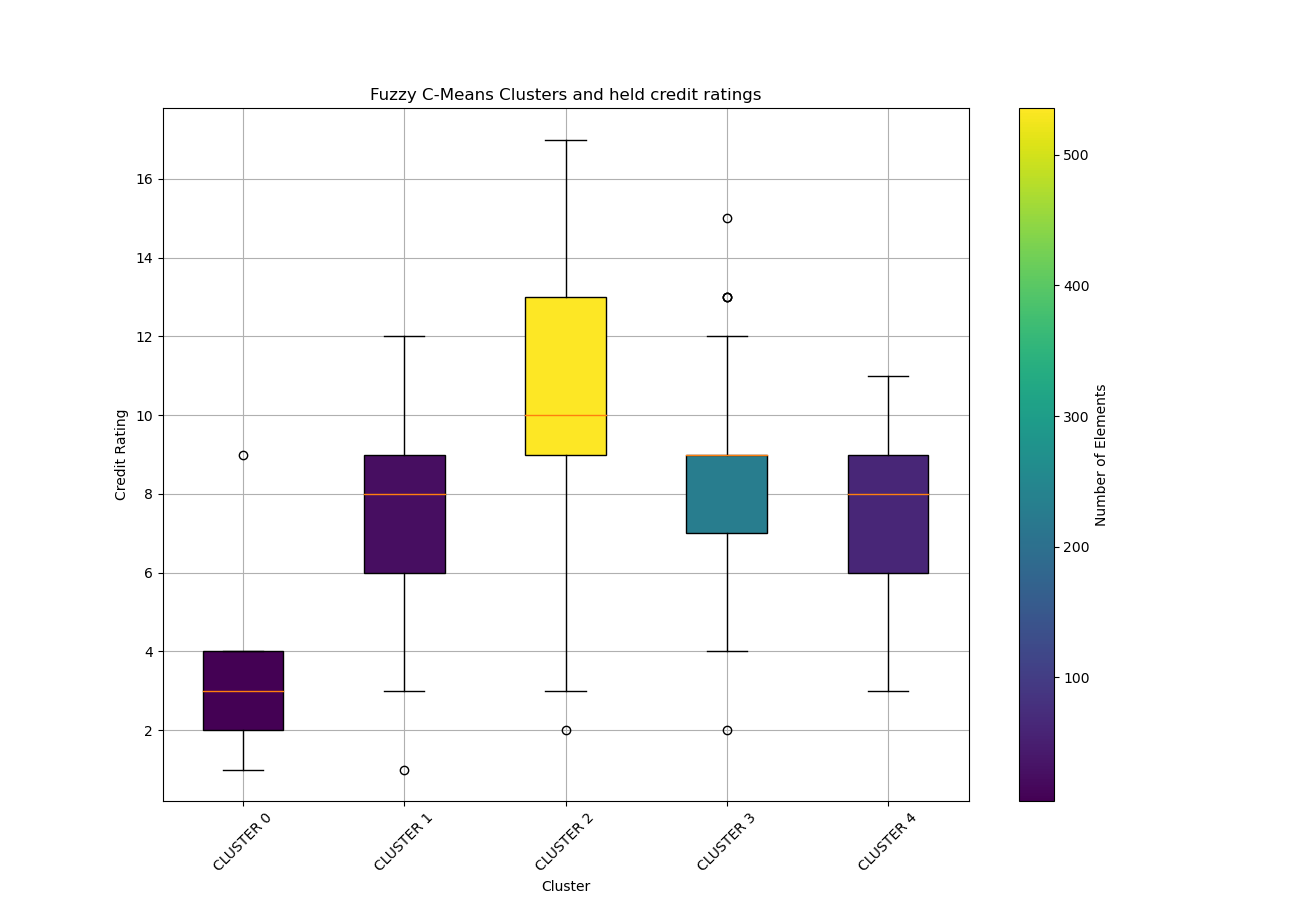 Fuzzy C-Means Clusters and held credit ratings
16
14
12
10
8
6
4
2
Credit Rating
CLUSTER 0
CLUSTER 1
CLUSTER 2
CLUSTER 3
CLUSTER 4
Cluster
500
400
300
200
100
Number of Elements